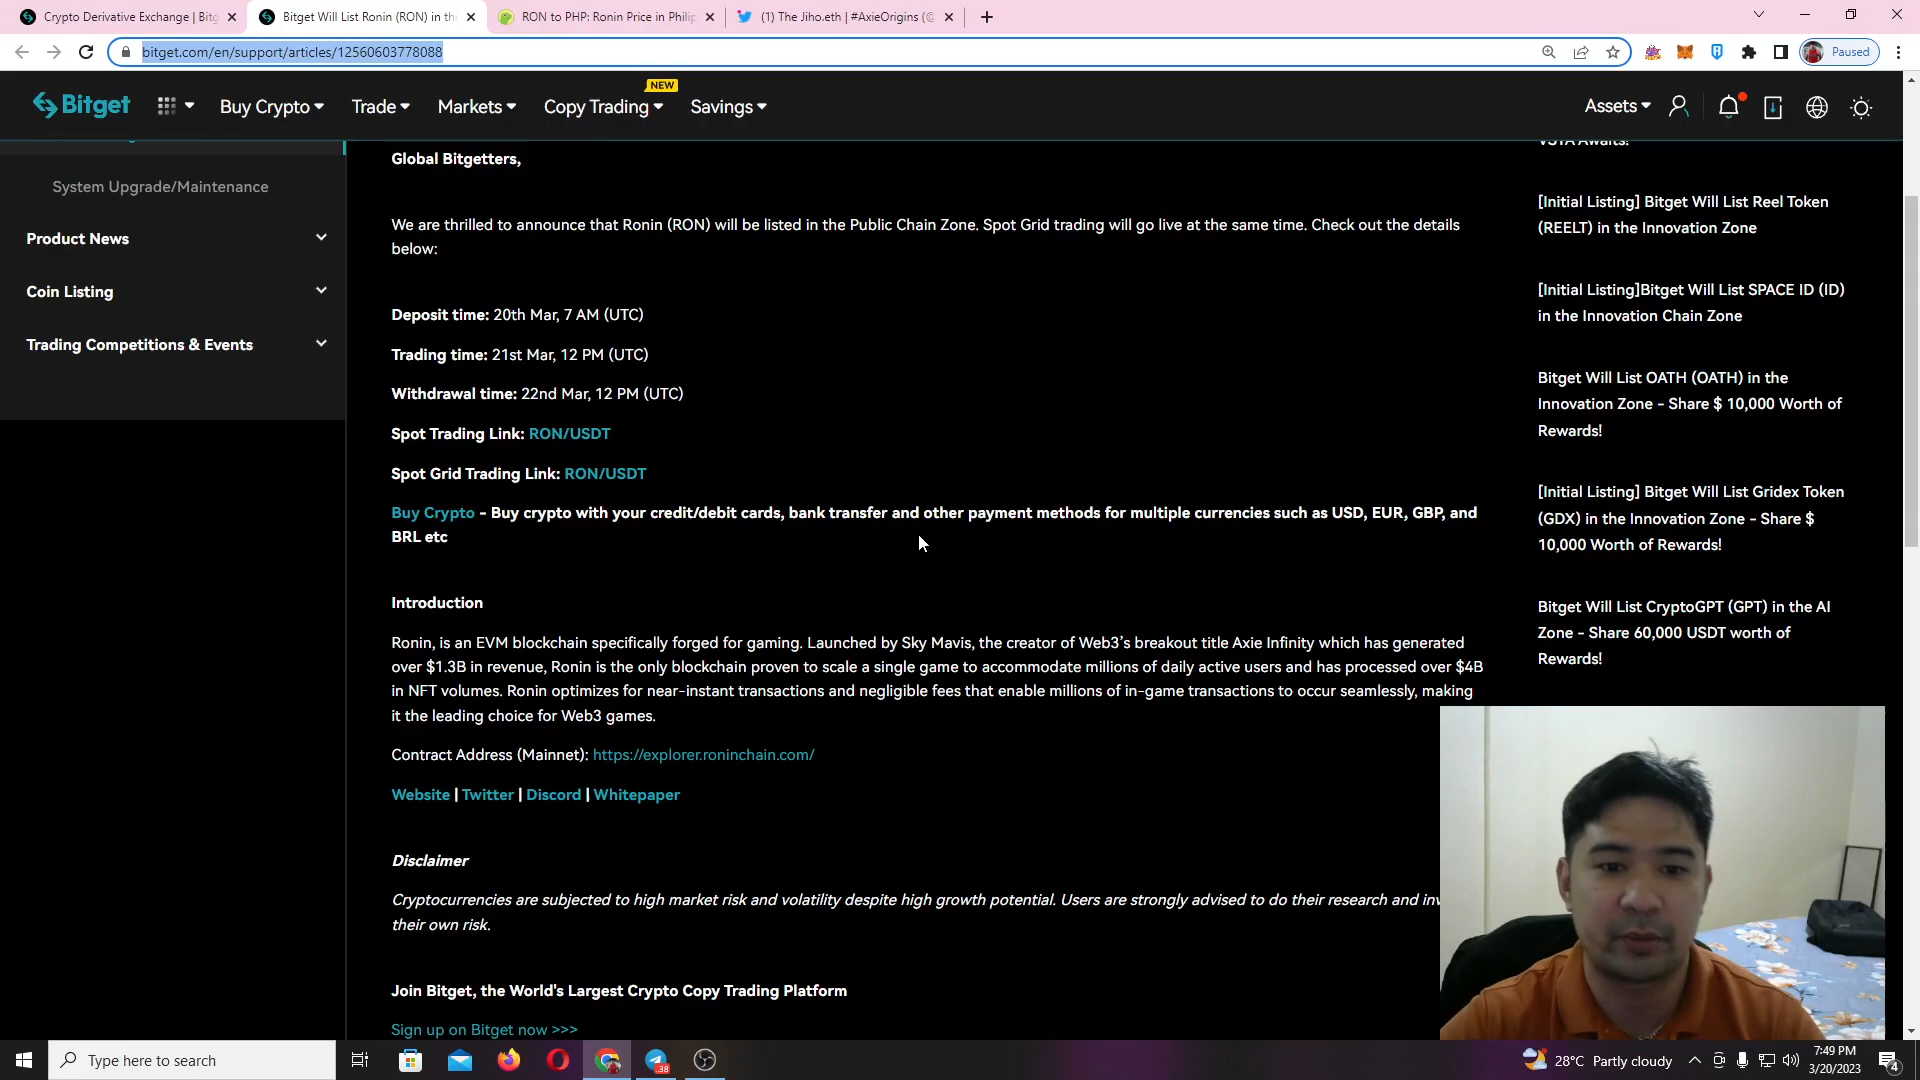 Crypto Derivative Exchange | Bitg
Bitget Will List Ronin (RON) in the
RON to PHP: Ronin Price in Philip
(1) The Jiho.eth | #AxieOrigins (@
bitget.com/en/support/articles/12560603778088
Paused
Bitget
Buy Crypto
Trade
Markets
Copy Trading
NEW
Savings
Assets
System Upgrade/Maintenance
Product News
Coin Listing
Trading Competitions & Events
Global Bitgetters,
We are thrilled to announce that Ronin (RON) will be listed in the Public Chain Zone. Spot Grid trading will go live at the same time. Check out the details
below:
Deposit time: 20th Mar, 7 AM (UTC)
Trading time: 21st Mar, 12 PM (UTC)
Withdrawal time: 22nd Mar, 12 PM (UTC)
Spot Trading Link: RON/USDT
Spot Grid Trading Link: RON/USDT
Buy Crypto - Buy crypto with your credit/debit cards, bank transfer and other payment methods for multiple currencies such as USD, EUR, GBP, and
BRL etc
Introduction
Ronin, is an EVM blockchain specifically forged for gaming. Launched by Sky Mavis, the creator of Web3’s breakout title Axie Infinity which has generated
over $1.3B in revenue, Ronin is the only blockchain proven to scale a single game to accommodate millions of daily active users and has processed over $4B
in NFT volumes. Ronin optimizes for near-instant transactions and negligible fees that enable millions of in-game transactions to occur seamlessly, making
it the leading choice for Web3 games.
Contract Address (Mainnet): https://explorer.roninchain.com/
Website | Twitter | Discord | Whitepaper
Disclaimer
Cryptocurrencies are subjected to high market risk and volatility despite high growth potential. Users are strongly advised to do their research and inv
their own risk.
Join Bitget, the World's Largest Crypto Copy Trading Platform
Sign up on Bitget now >>>
VSTA Awaits!
[Initial Listing] Bitget Will List Reel Token
(REELT) in the Innovation Zone
[Initial Listing]Bitget Will List SPACE ID (ID)
in the Innovation Chain Zone
Bitget Will List OATH (OATH) in the
Innovation Zone - Share $ 10,000 Worth of
Rewards!
[Initial Listing] Bitget Will List Gridex Token
(GDX) in the Innovation Zone - Share $
10,000 Worth of Rewards!
Bitget Will List CryptoGPT (GPT) in the AI
Zone - Share 60,000 USDT worth of
Rewards!
Type here to search
38
28°C Partly cloudy
7:49 PM
3/20/2023
4